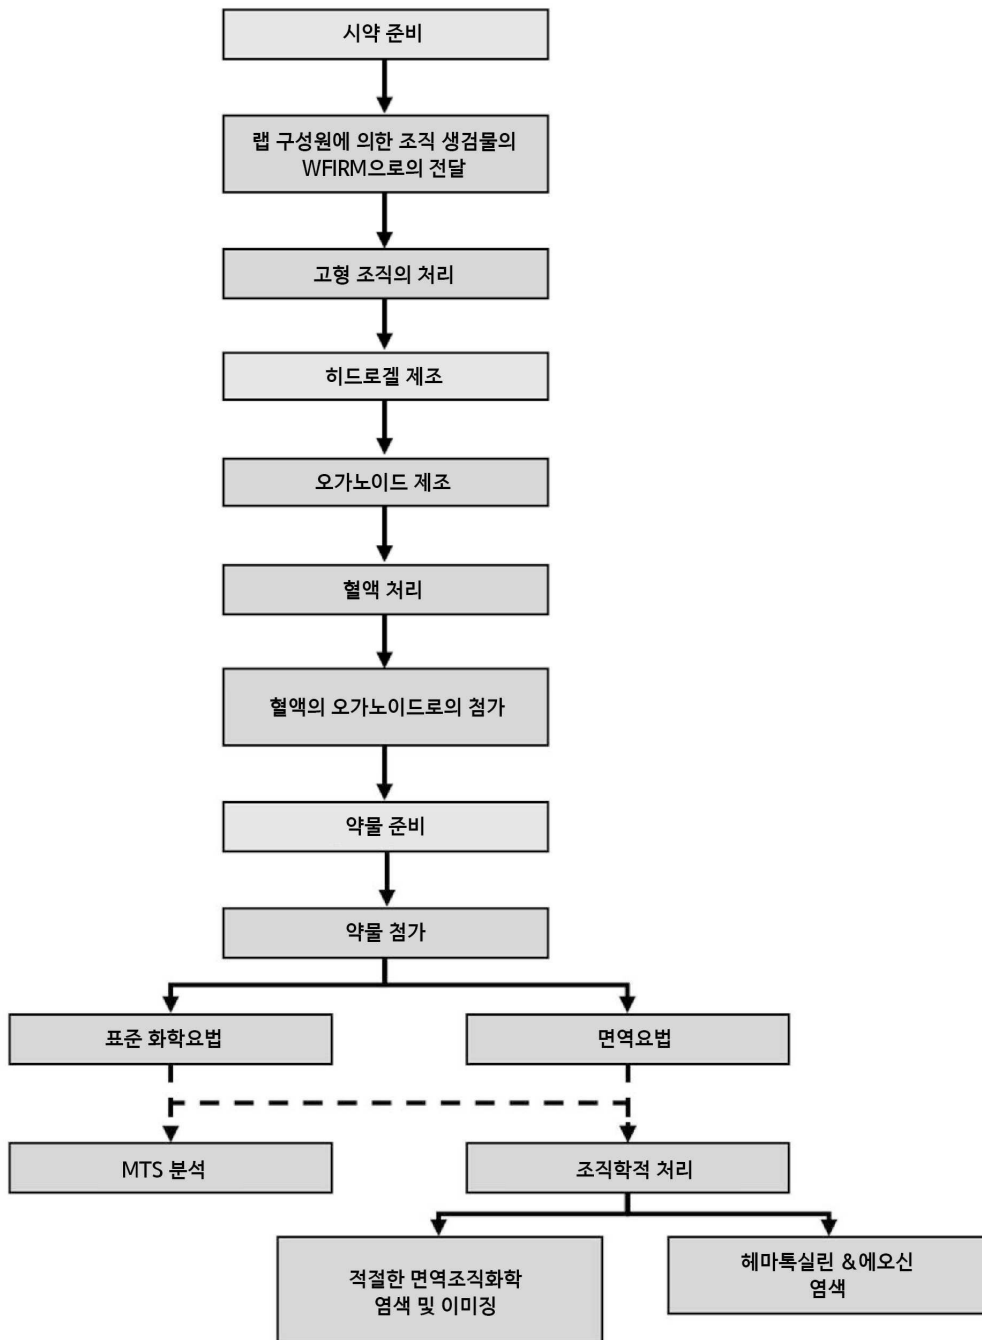 시약 준비
랩 구성원에 의한 조직 생검물의
WFIRM으로의 전달
고형 조직의 처리
히드로겔 제조
오가노이드 제조
혈액 처리
혈액의 오가노이드로의 첨가
약물 준비
약물 첨가
표준 화학요법
면역요법
MTS 분석
조직학적 처리
적절한 면역조직화학
염색 및 이미징
헤마톡실린 &에오신
염색